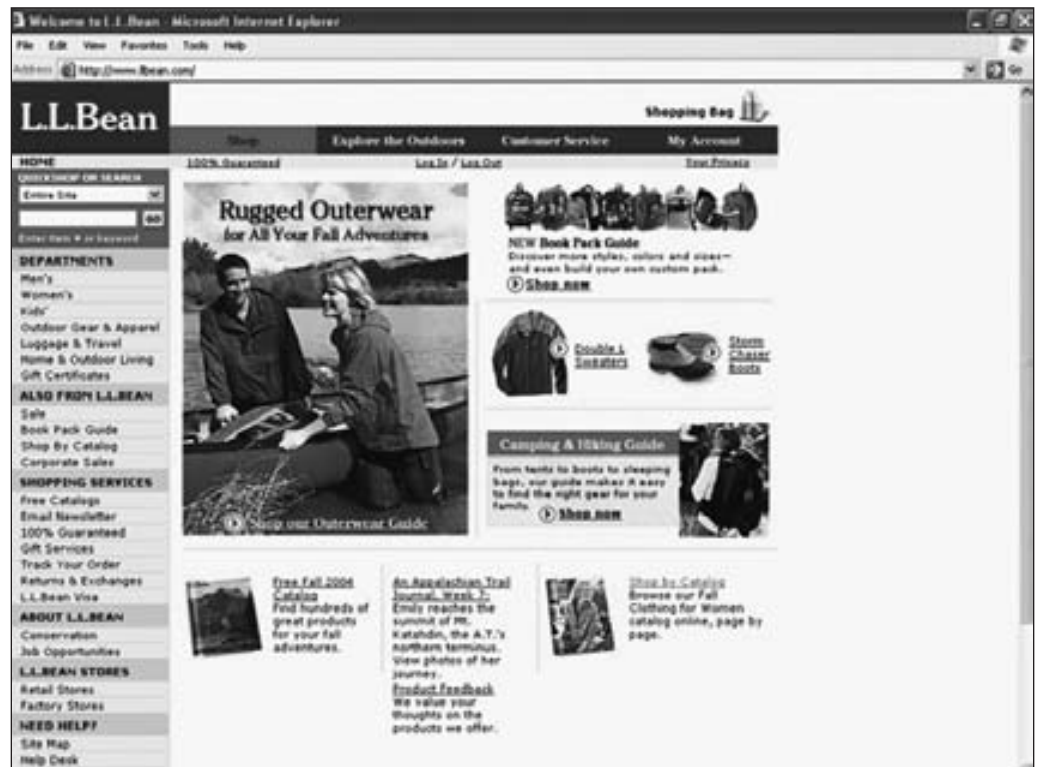 Welcome to L.L.Bean - Microsoft Internet Explorer
File Edit View Favorites Tools Help
Address http://www.llbean.com/ Go
L.L.Bean
Shopping Bag
Shop Explore the Outdoors Customer Service My Account
HOME
100% Guaranteed Log In / Log Out Your Privacy
QUICKSHOP OR SEARCH
Entire Site
GO
Enter item # or keyword
DEPARTMENTS
Men's
Women's
Kids'
Outdoor Gear & Apparel
Luggage & Travel
Home & Outdoor Living
Gift Certificates
ALSO FROM L.L.BEAN
Sale
Book Pack Guide
Shop By Catalog
Corporate Sales
SHOPPING SERVICES
Free Catalogs
Email Newsletter
100% Guaranteed
Gift Services
Track Your Order
Returns & Exchanges
L.L.Bean Visa
ABOUT L.L.BEAN
Conservation
Job Opportunities
L.L.BEAN STORES
Retail Stores
Factory Stores
NEED HELP?
Site Map
Help Desk
Rugged Outerwear
for All Your Fall Adventures
Shop our Outerwear Guide
NEW Book Pack Guide
Discover more styles, colors and sizes—
and even build your own custom pack.
Shop now
Double L
Sweaters
Storm
Chaser
Boots
Camping & Hiking Guide
From tents to boots to sleeping
bags, our guide makes it easy
to find the right gear for your
family.
Shop now
Free Fall 2004
Catalog
Find hundreds of
great products
for your fall
adventures.
An Appalachian Trail
Journal, Week 7:
Emily reaches the
summit of Mt.
Katahdin, the A.T.'s
northern terminus.
View photos of her
journey.
Product Feedback
We value your
thoughts on the
products we offer.
Shop by Catalog
Browse our Fall
Clothing for Women
catalog online, page by
page.